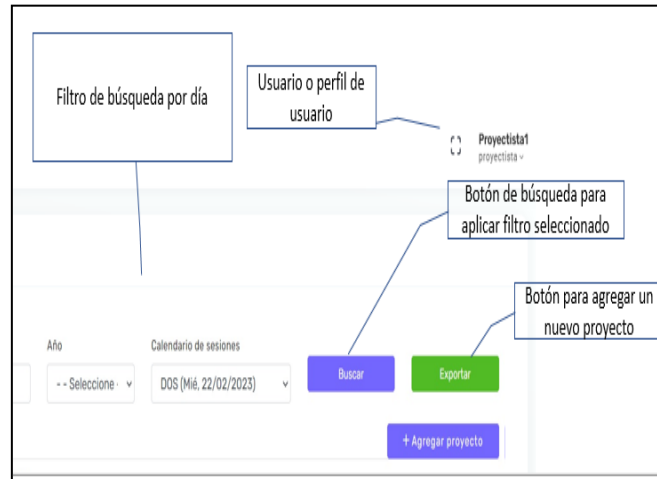 Filtro de búsqueda por día
Usuario o perfil de
usuario
Proyectista1
proyectista
Botón de búsqueda para
aplicar filtro seleccionado
Botón para agregar un
nuevo proyecto
Año
Calendario de sesiones
-- Seleccione -
DOS (Mié, 22/02/2023)
Buscar
Exportar
+ Agregar proyecto